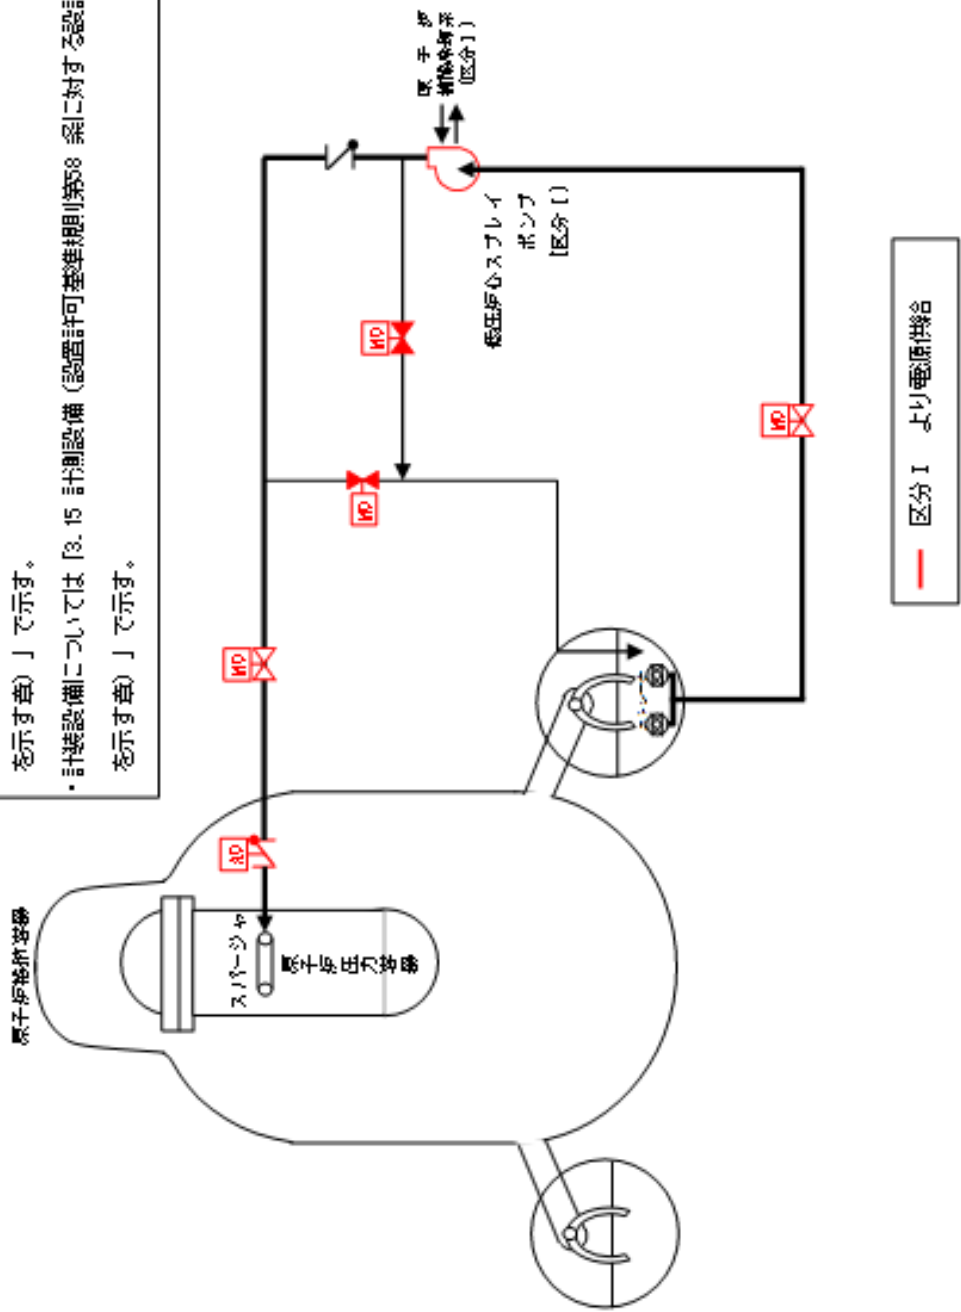 を示す章)」で示す。
・計装設備については「3.15 計測設備(設置許可基準規則第58 条に対する設
を示す章)」で示す。
原子炉格納容器
スパージャ
原子炉圧力容器
AO
MO
MO
MO
MO
低圧炉心スプレイ
ポンプ
(区分Ⅰ)
原子炉
補機冷却系
(区分Ⅰ)
区分Ⅰ より電源供給